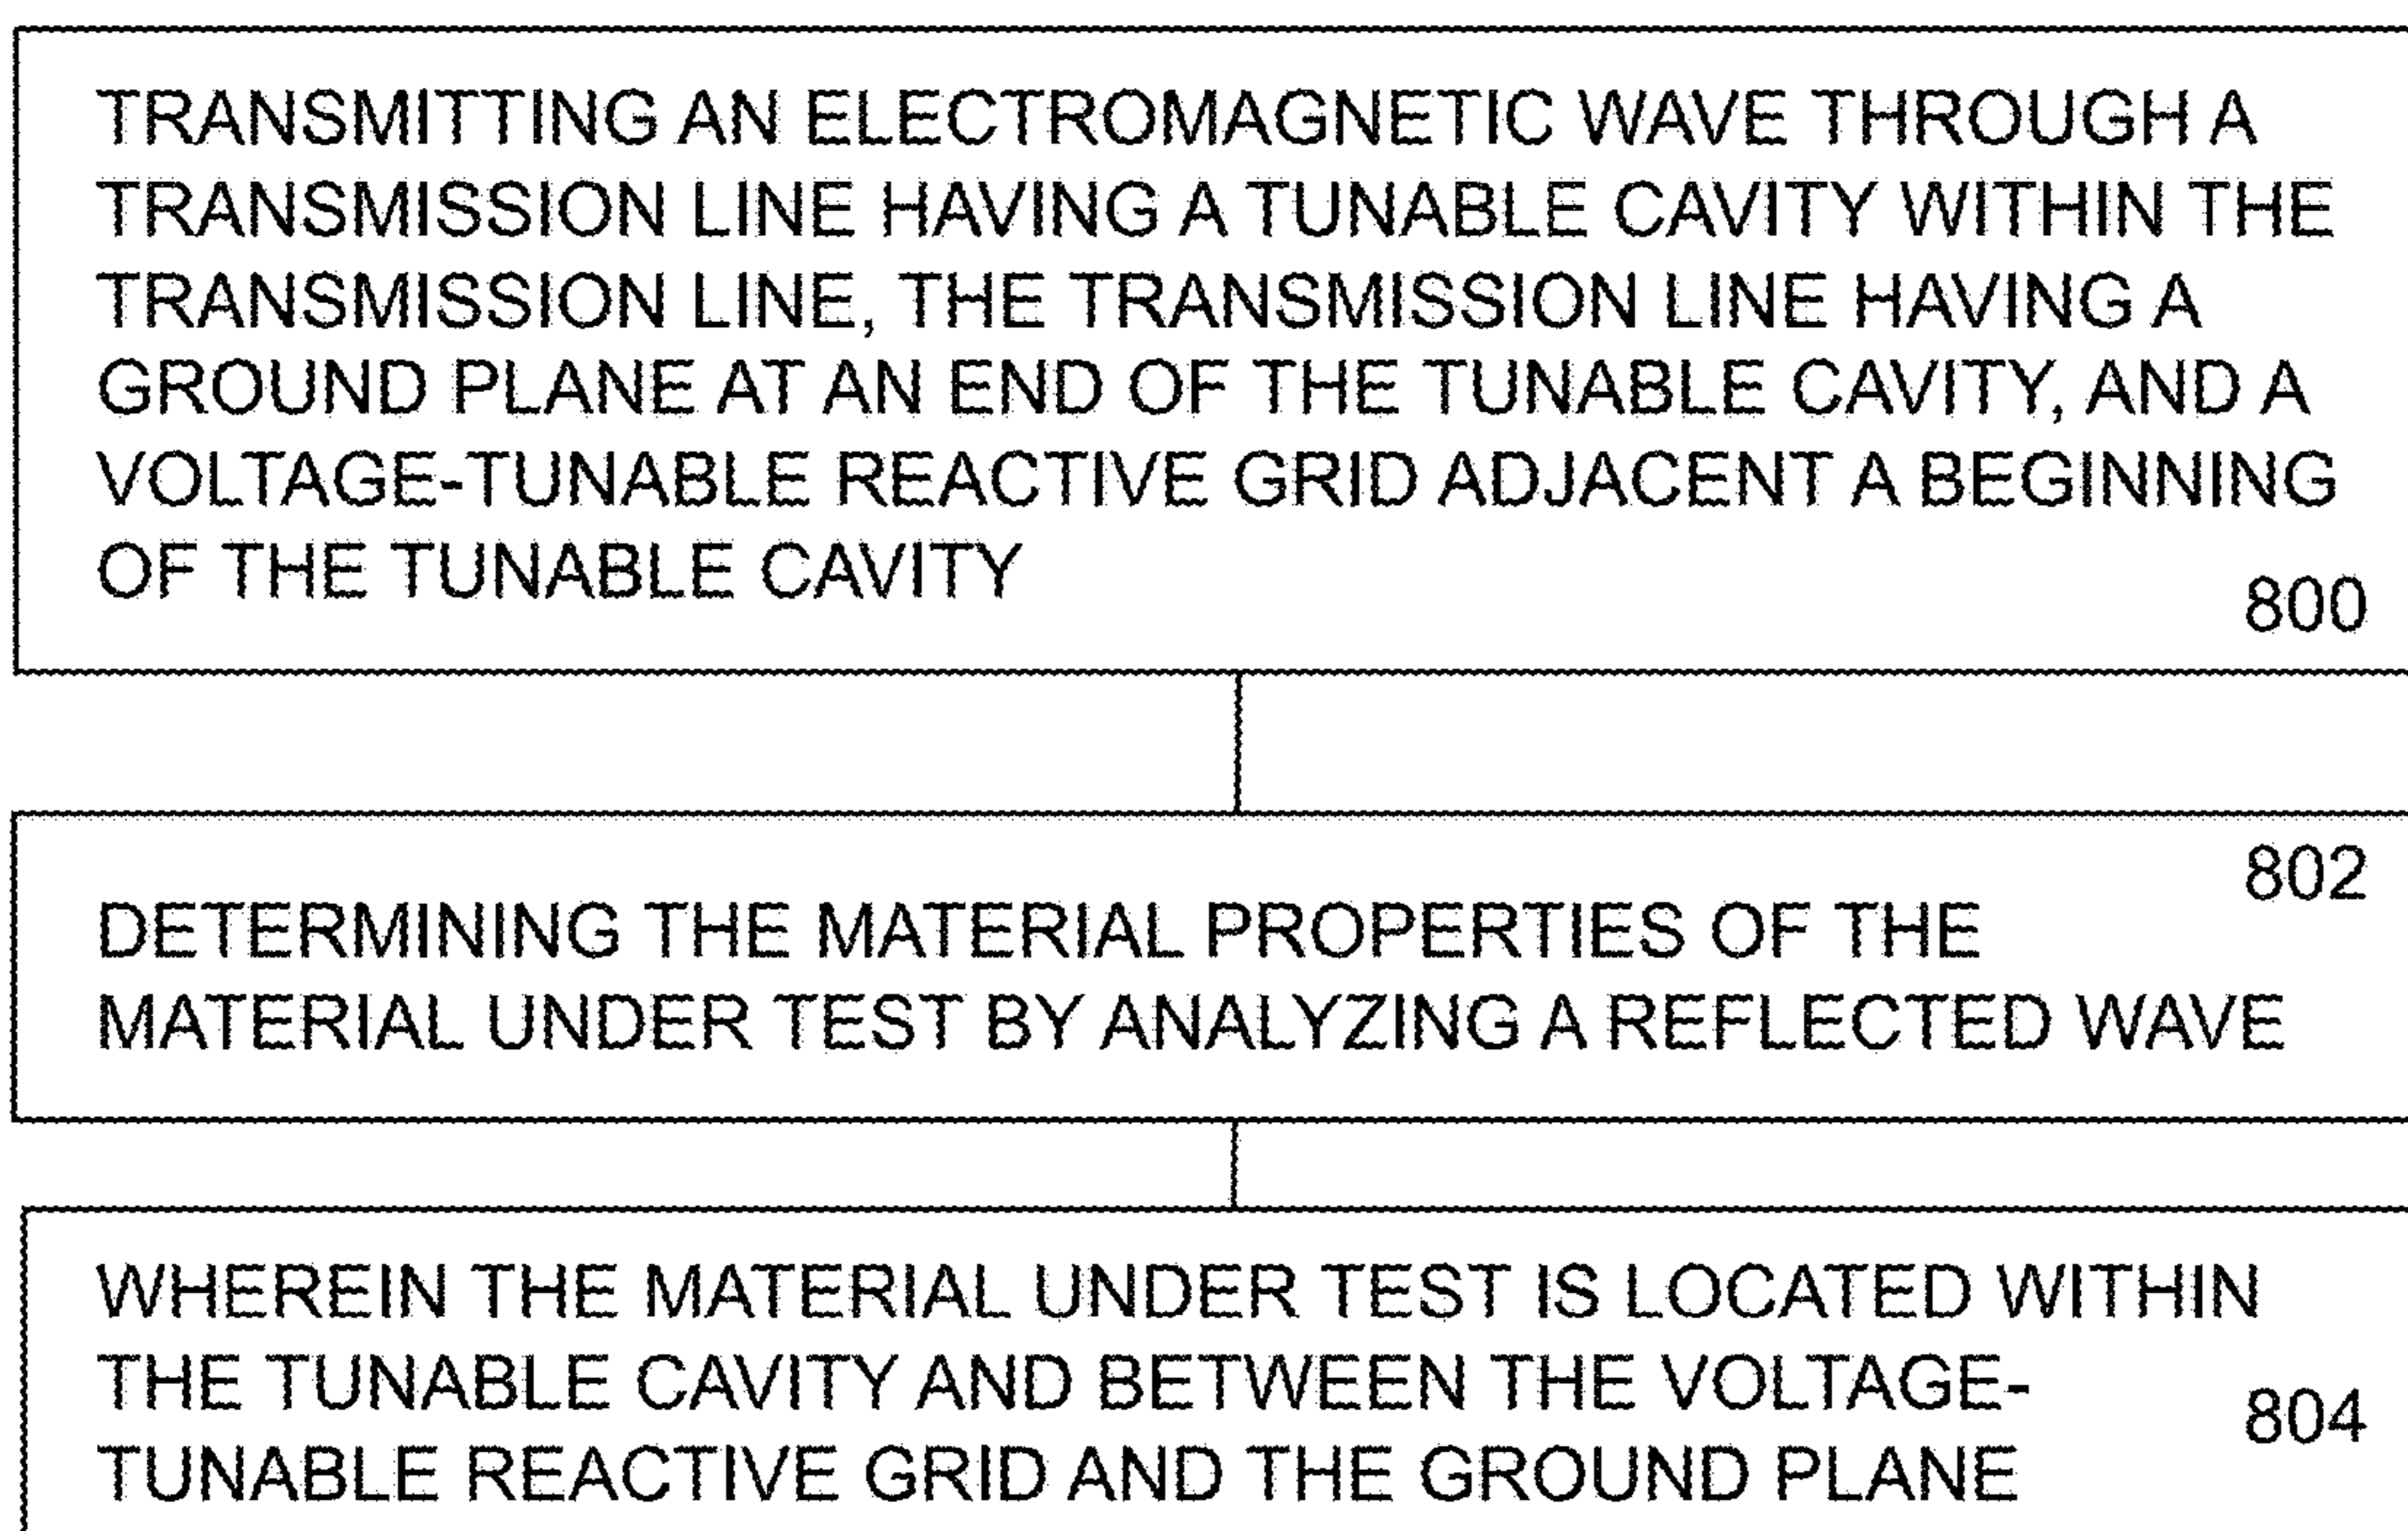 TRANSMITTING AN ELECTROMAGNETIC WAVE THROUGH A
TRANSMISSION LINE HAVING A TUNABLE CAVITY WITHIN THE
TRANSMISSION LINE, THE TRANSMISSION LINE HAVING A
GROUND PLANE AT AN END OF THE TUNABLE CAVITY, AND A
VOLTAGE-TUNABLE REACTIVE GRID ADJACENT A BEGINNING
OF THE TUNABLE CAVITY
800
802
DETERMINING THE MATERIAL PROPERTIES OF THE
MATERIAL UNDER TEST BY ANALYZING A REFLECTED WAVE
WHEREIN THE MATERIAL UNDER TEST IS LOCATED WITHIN
THE TUNABLE CAVITY AND BETWEEN THE VOLTAGE-
804
TUNABLE REACTIVE GRID AND THE GROUND PLANE